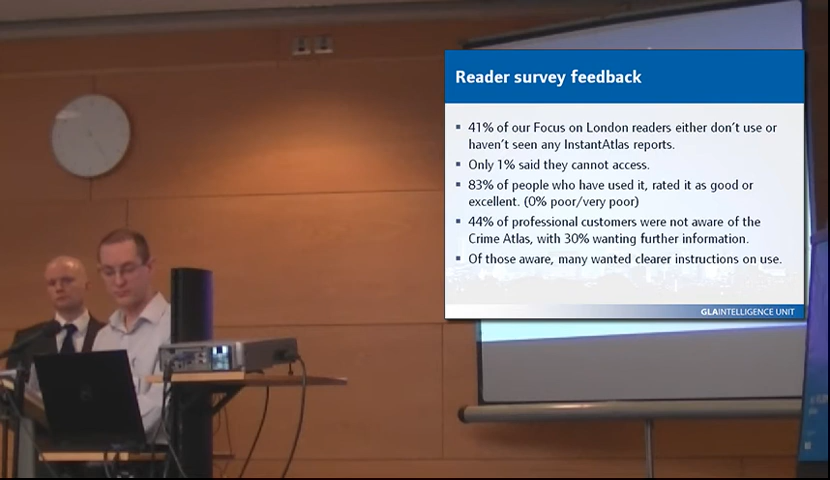 Reader survey feedback
▪ 41% of our Focus on London readers either don't use or
haven't seen any InstantAtlas reports.
▪ Only 1% said they cannot access.
▪ 83% of people who have used it, rated it as good or
excellent. (0% poor/very poor)
▪ 44% of professional customers were not aware of the
Crime Atlas, with 30% wanting further information.
▪ Of those aware, many wanted clearer instructions on use.
GLAINTELLIGENCE UNIT